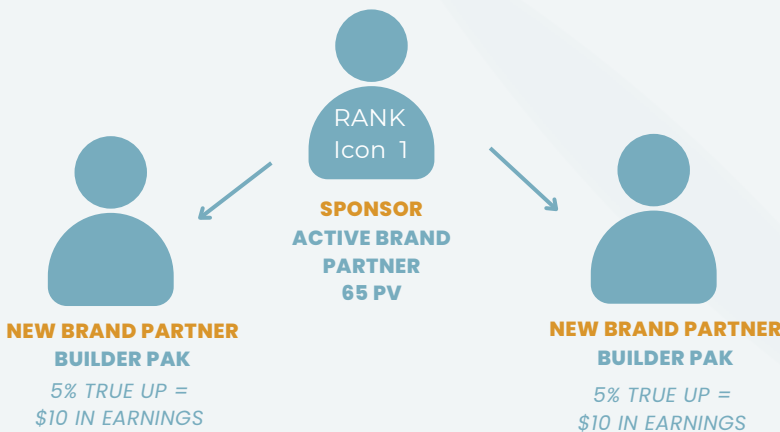 RANK
Icon 1
SPONSOR
ACTIVE BRAND
PARTNER
65 PV
NEW BRAND PARTNER
BUILDER PAK
5% TRUE UP =
$10 IN EARNINGS
NEW BRAND PARTNER
BUILDER PAK
5% TRUE UP =
$10 IN EARNINGS